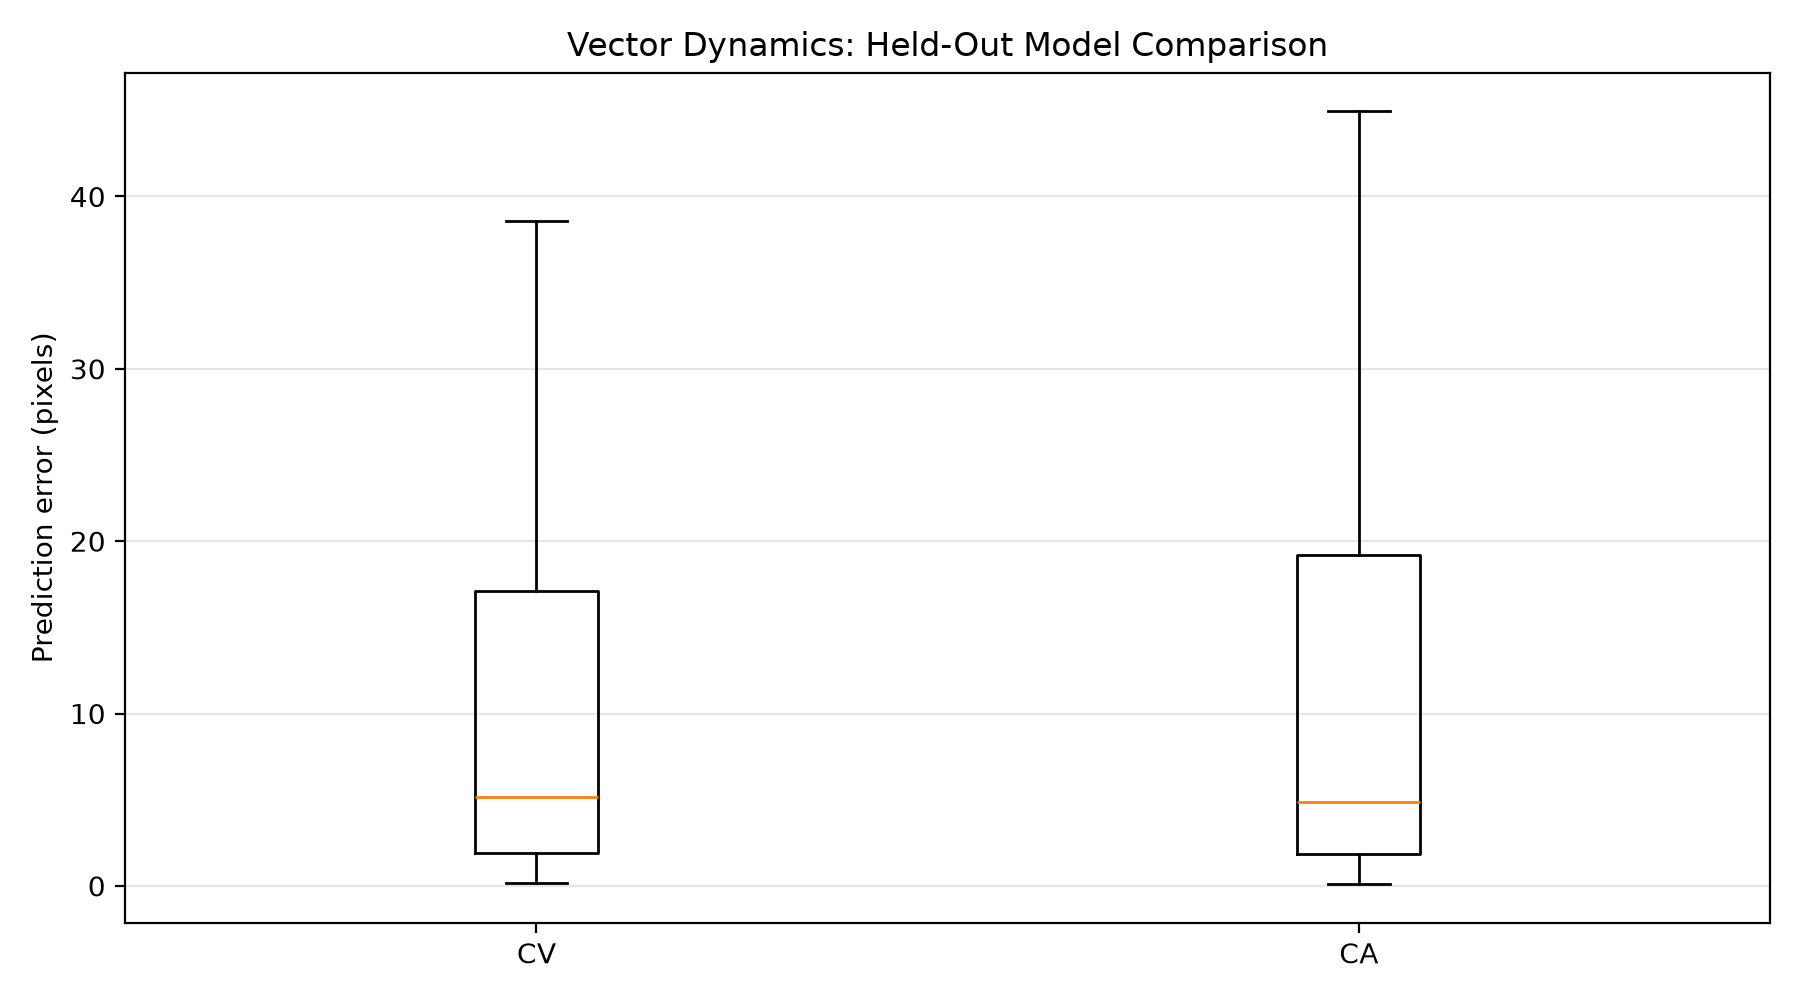 Vector Dynamics: Held-Out Model Comparison
Prediction error (pixels)
40
30
20
10
0
CV
CA